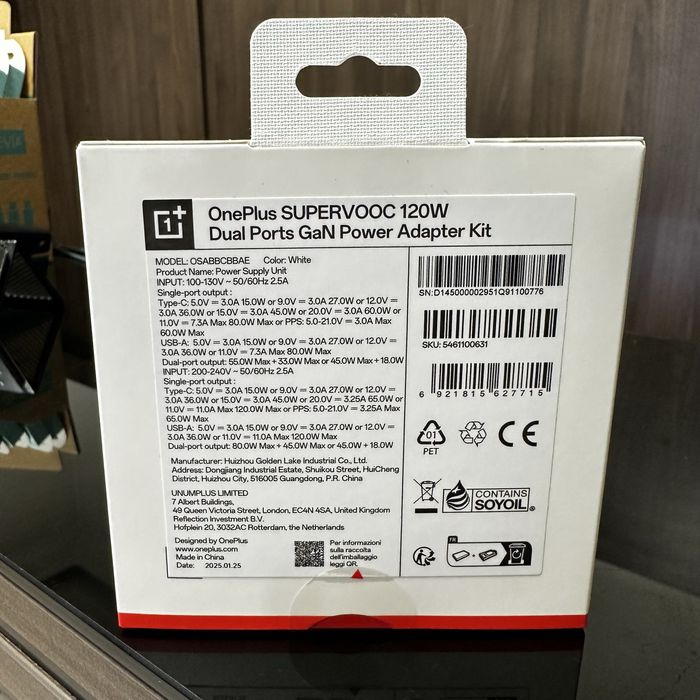 OnePlus SUPERVOOC 120W
Dual Ports GaN Power Adapter Kit
MODEL: OSABBCBBAE Color: White
Product Name: Power Supply Unit
INPUT: 100-130V ~ 50/60Hz 2.5A
Single-port output :
Type-C: 5.0V ⎓ 3.0A 15.0W or 9.0V ⎓ 3.0A 27.0W or 12.0V ⎓
3.0A 36.0W or 15.0V ⎓ 3.0A 45.0W or 20.0V ⎓ 3.0A 60.0W or
11.0V ⎓ 7.3A Max 80.0W Max or PPS: 5.0-21.0V ⎓ 3.0A Max
60.0W Max
USB-A: 5.0V ⎓ 3.0A 15.0W or 9.0V ⎓ 3.0A 27.0W or 12.0V ⎓
3.0A 36.0W or 11.0V ⎓ 7.3A Max 80.0W Max
Dual-port output: 55.0W Max + 33.0W Max or 45.0W Max + 18.0W
INPUT: 200-240V ~ 50/60Hz 2.5A
Single-port output :
Type-C: 5.0V ⎓ 3.0A 15.0W or 9.0V ⎓ 3.0A 27.0W or 12.0V ⎓
3.0A 36.0W or 15.0V ⎓ 3.0A 45.0W or 20.0V ⎓ 3.25A 65.0W or
11.0V ⎓ 11.0A Max 120.0W Max or PPS: 5.0-21.0V ⎓ 3.25A Max
65.0W Max
USB-A: 5.0V ⎓ 3.0A 15.0W or 9.0V ⎓ 3.0A 27.0W or 12.0V ⎓
3.0A 36.0W or 11.0V ⎓ 11.0A Max 120.0W Max
Dual-port output: 80.0W Max + 45.0W Max or 45.0W + 18.0W
Manufacturer: Huizhou Golden Lake Industrial Co., Ltd.
Address: Dongjiang Industrial Estate, Shuikou Street, HuiCheng
District, Huizhou City, 516005 Guangdong, P.R. China
UNUMPLUS LIMITED
7 Albert Buildings,
49 Queen Victoria Street, London, EC4N 4SA, United Kingdom
Reflection Investment B.V.
Hofplein 20, 3032AC Rotterdam, the Netherlands
Designed by OnePlus
www.oneplus.com
Made in China
Date: 2025.01.25
Per informazioni
sulla raccolta
dell'imballaggio
leggi QR.
SN:D145000002951Q91100776
SKU: 5461100631
6 921815 627715
01
PET
CE
CONTAINS
SOYOIL
FR